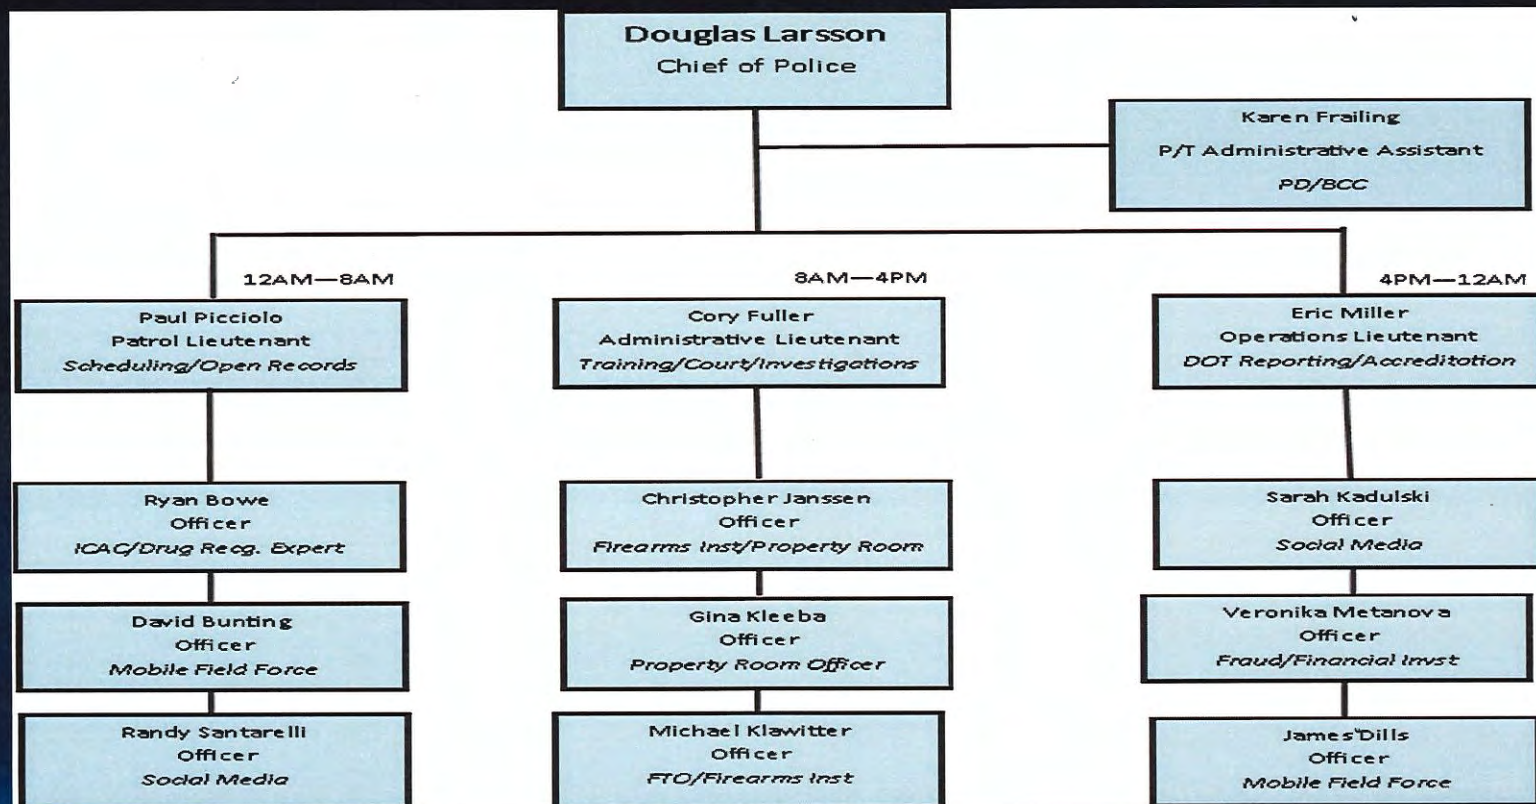 Douglas Larsson
Chief of Police
Karen Frailing
P/T Administrative Assistant
PD/BCC
12AM—8AM
8AM—4PM
4PM—12AM
Paul Picciolo
Patrol Lieutenant
Scheduling/Open Records
Cory Fuller
Administrative Lieutenant
Training/Court/Investigations
Eric Miller
Operations Lieutenant
DOT Reporting/Accreditation
Ryan Bowe
Officer
ICAC/Drug Recg. Expert
Christopher Janssen
Officer
Firearms Inst/Property Room
Sarah Kadulski
Officer
Social Media
David Bunting
Officer
Mobile Field Force
Gina Kleeba
Officer
Property Room Officer
Veronika Metanova
Officer
Fraud/Financial Invst
Randy Santarelli
Officer
Social Media
Michael Klawitter
Officer
FTO/Firearms Inst
James Dills
Officer
Mobile Field Force